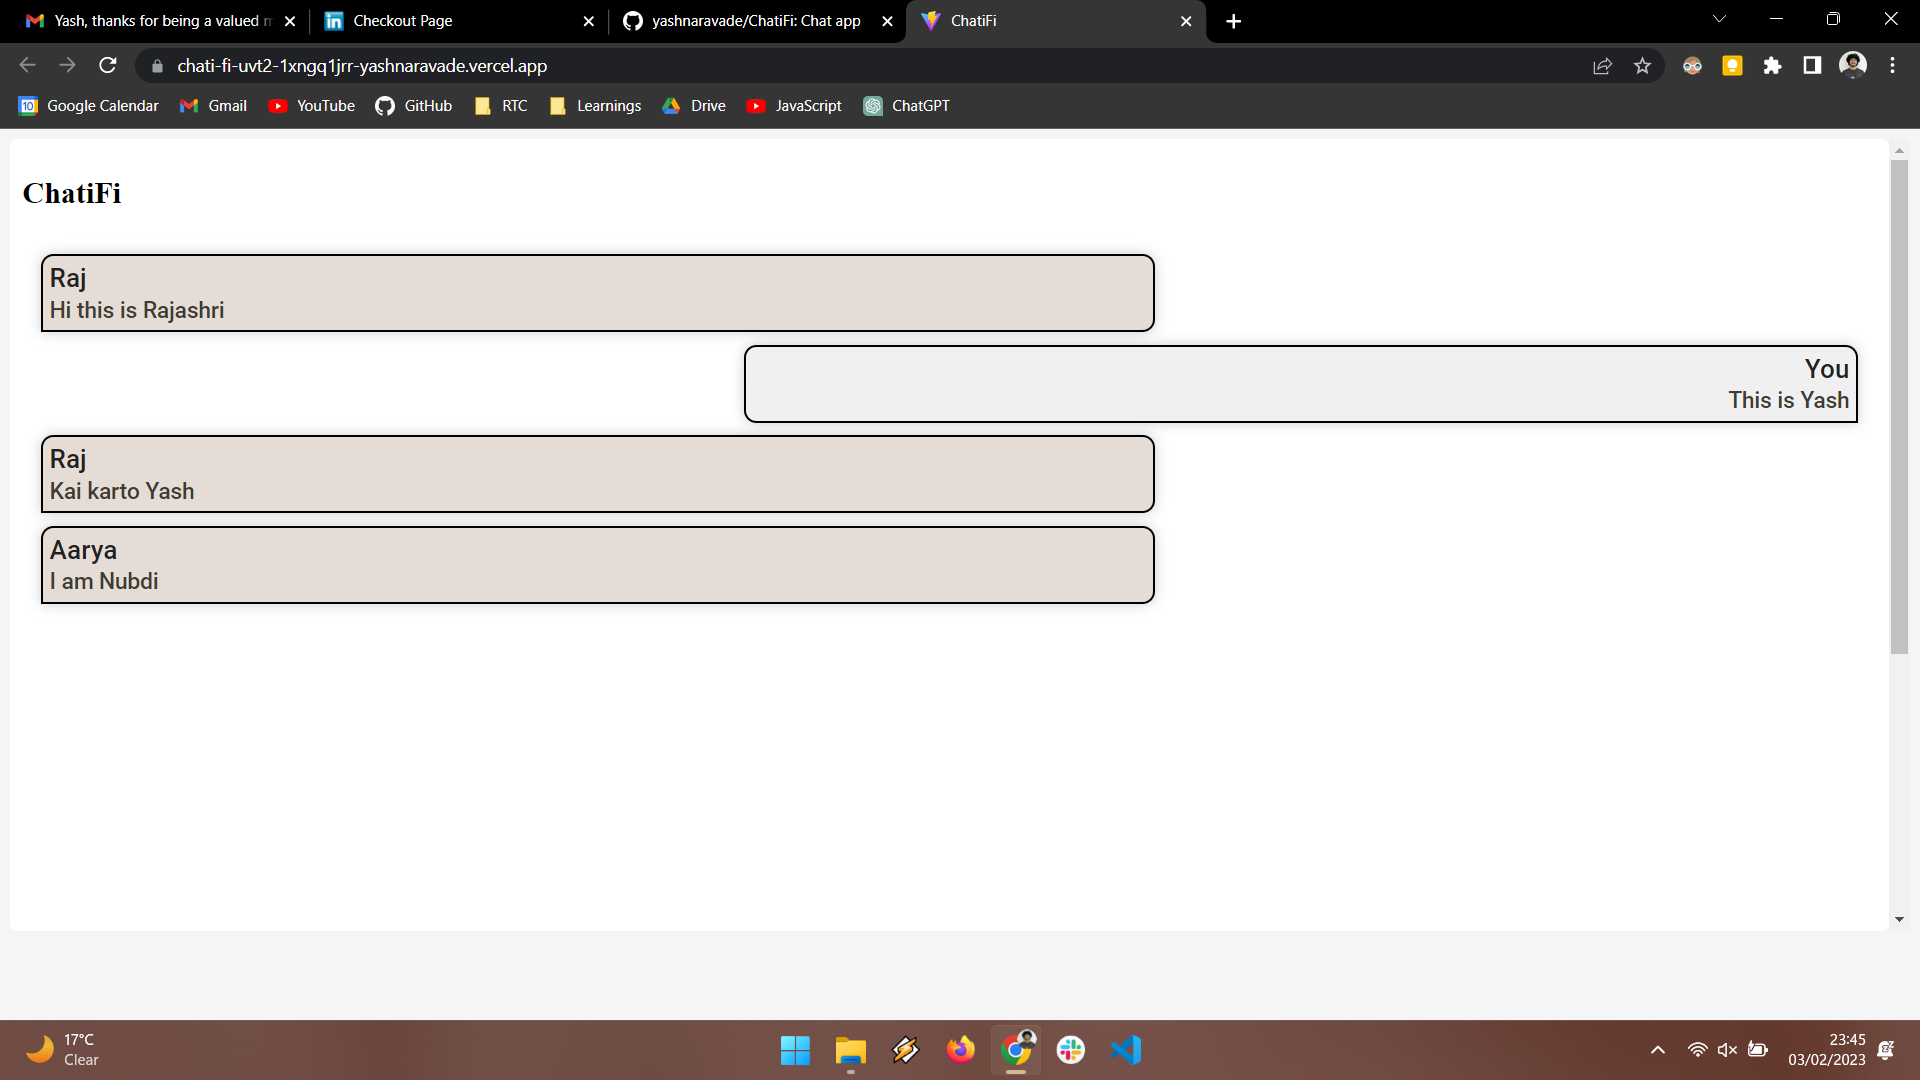 Yash, thanks for being a valued m
Checkout Page
yashnaravade/ChatiFi: Chat app
ChatiFi
chati-fi-uvt2-1xngq1jrr-yashnaravade.vercel.app
Google Calendar
Gmail
YouTube
GitHub
RTC
Learnings
Drive
JavaScript
ChatGPT
ChatiFi
Raj
Hi this is Rajashri
You
This is Yash
Raj
Kai karto Yash
Aarya
I am Nubdi
17°C
Clear
23:45
03/02/2023